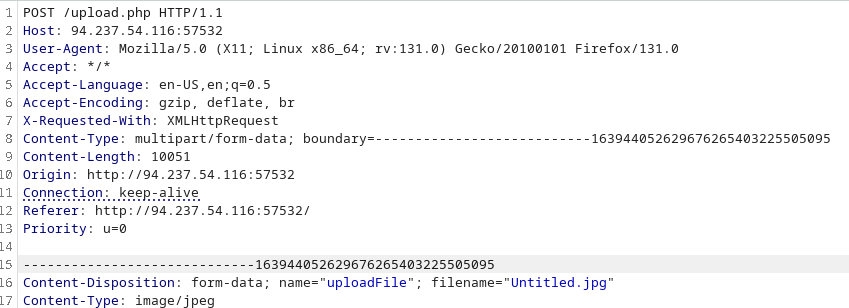 1 POST /upload.php HTTP/1.1
2 Host: 94.237.54.116:57532
3 User-Agent: Mozilla/5.0 (X11; Linux x86_64; rv:131.0) Gecko/20100101 Firefox/131.0
4 Accept: */*
5 Accept-Language: en-US,en;q=0.5
6 Accept-Encoding: gzip, deflate, br
7 X-Requested-With: XMLHttpRequest
8 Content-Type: multipart/form-data; boundary=---------------------------163944052629676265403225505095
9 Content-Length: 10051
10 Origin: http://94.237.54.116:57532
11 Connection: keep-alive
12 Referer: http://94.237.54.116:57532/
13 Priority: u=0
14
15 -----------------------------163944052629676265403225505095
16 Content-Disposition: form-data; name="uploadFile"; filename="Untitled.jpg"
17 Content-Type: image/jpeg